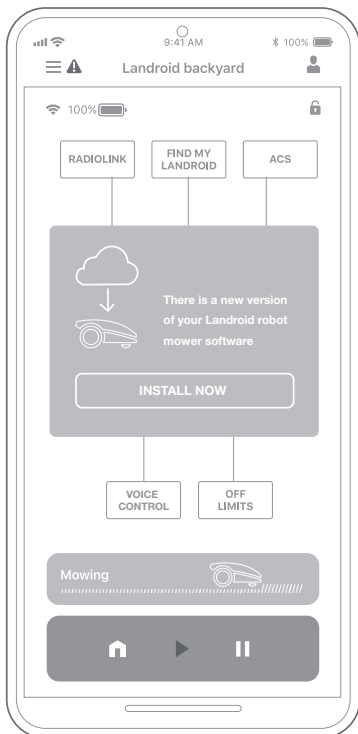 9:41 AM
100%
Landroid backyard
100%
RADIOLINK
FIND MY
LANDROID
ACS
There is a new version
of your Landroid robot
mower software
INSTALL NOW
VOICE
CONTROL
OFF
LIMITS
Mowing